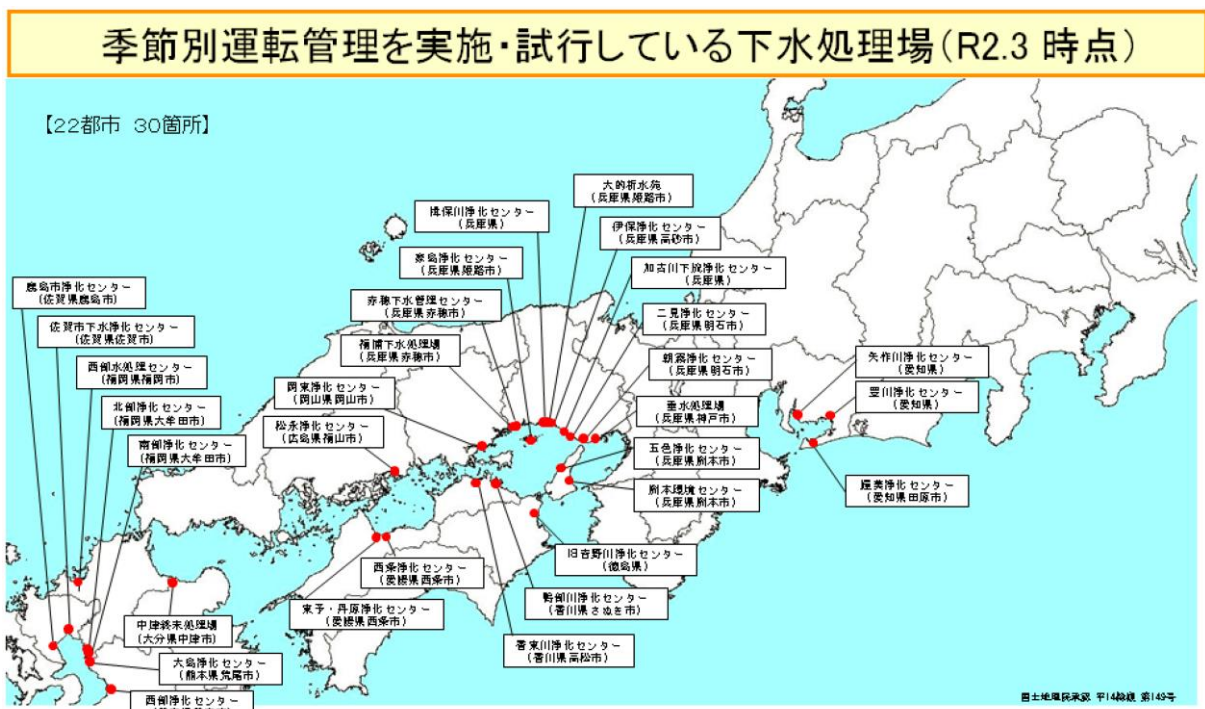 季節別運転管理を実施・試行している下水処理場(R2.3 時点)
【22都市 30箇所】
大的析水苑
(兵庫県姫路市)
揖保川浄化センター
(兵庫県)
伊保浄化センター
(兵庫県高砂市)
家島浄化センター
(兵庫県姫路市)
加古川下流浄化センター
(兵庫県)
鹿島市浄化センター
(佐賀県鹿島市)
赤穂下水管理センター
(兵庫県赤穂市)
二見浄化センター
(兵庫県明石市)
佐賀市下水浄化センター
(佐賀県佐賀市)
福浦下水処理場
(兵庫県赤穂市)
朝霧浄化センター
(兵庫県明石市)
矢作川浄化センター
(愛知県)
西部水処理センター
(福岡県福岡市)
岡東浄化センター
(岡山県岡山市)
垂水処理場
(兵庫県神戸市)
豊川浄化センター
(愛知県)
北部浄化センター
(福岡県大牟田市)
松永浄化センター
(広島県福山市)
五色浄化センター
(兵庫県洲本市)
南部浄化センター
(福岡県大牟田市)
洲本環境センター
(兵庫県洲本市)
渥美浄化センター
(愛知県田原市)
旧吉野川浄化センター
(徳島県)
西条浄化センター
(愛媛県西条市)
鴨部川浄化センター
(香川県さぬき市)
東予・丹原浄化センター
(愛媛県西条市)
中津終末処理場
(大分県中津市)
香東川浄化センター
(香川県高松市)
大島浄化センター
(熊本県荒尾市)
西部浄化センター
国土地理院承認 平14総複 第149号